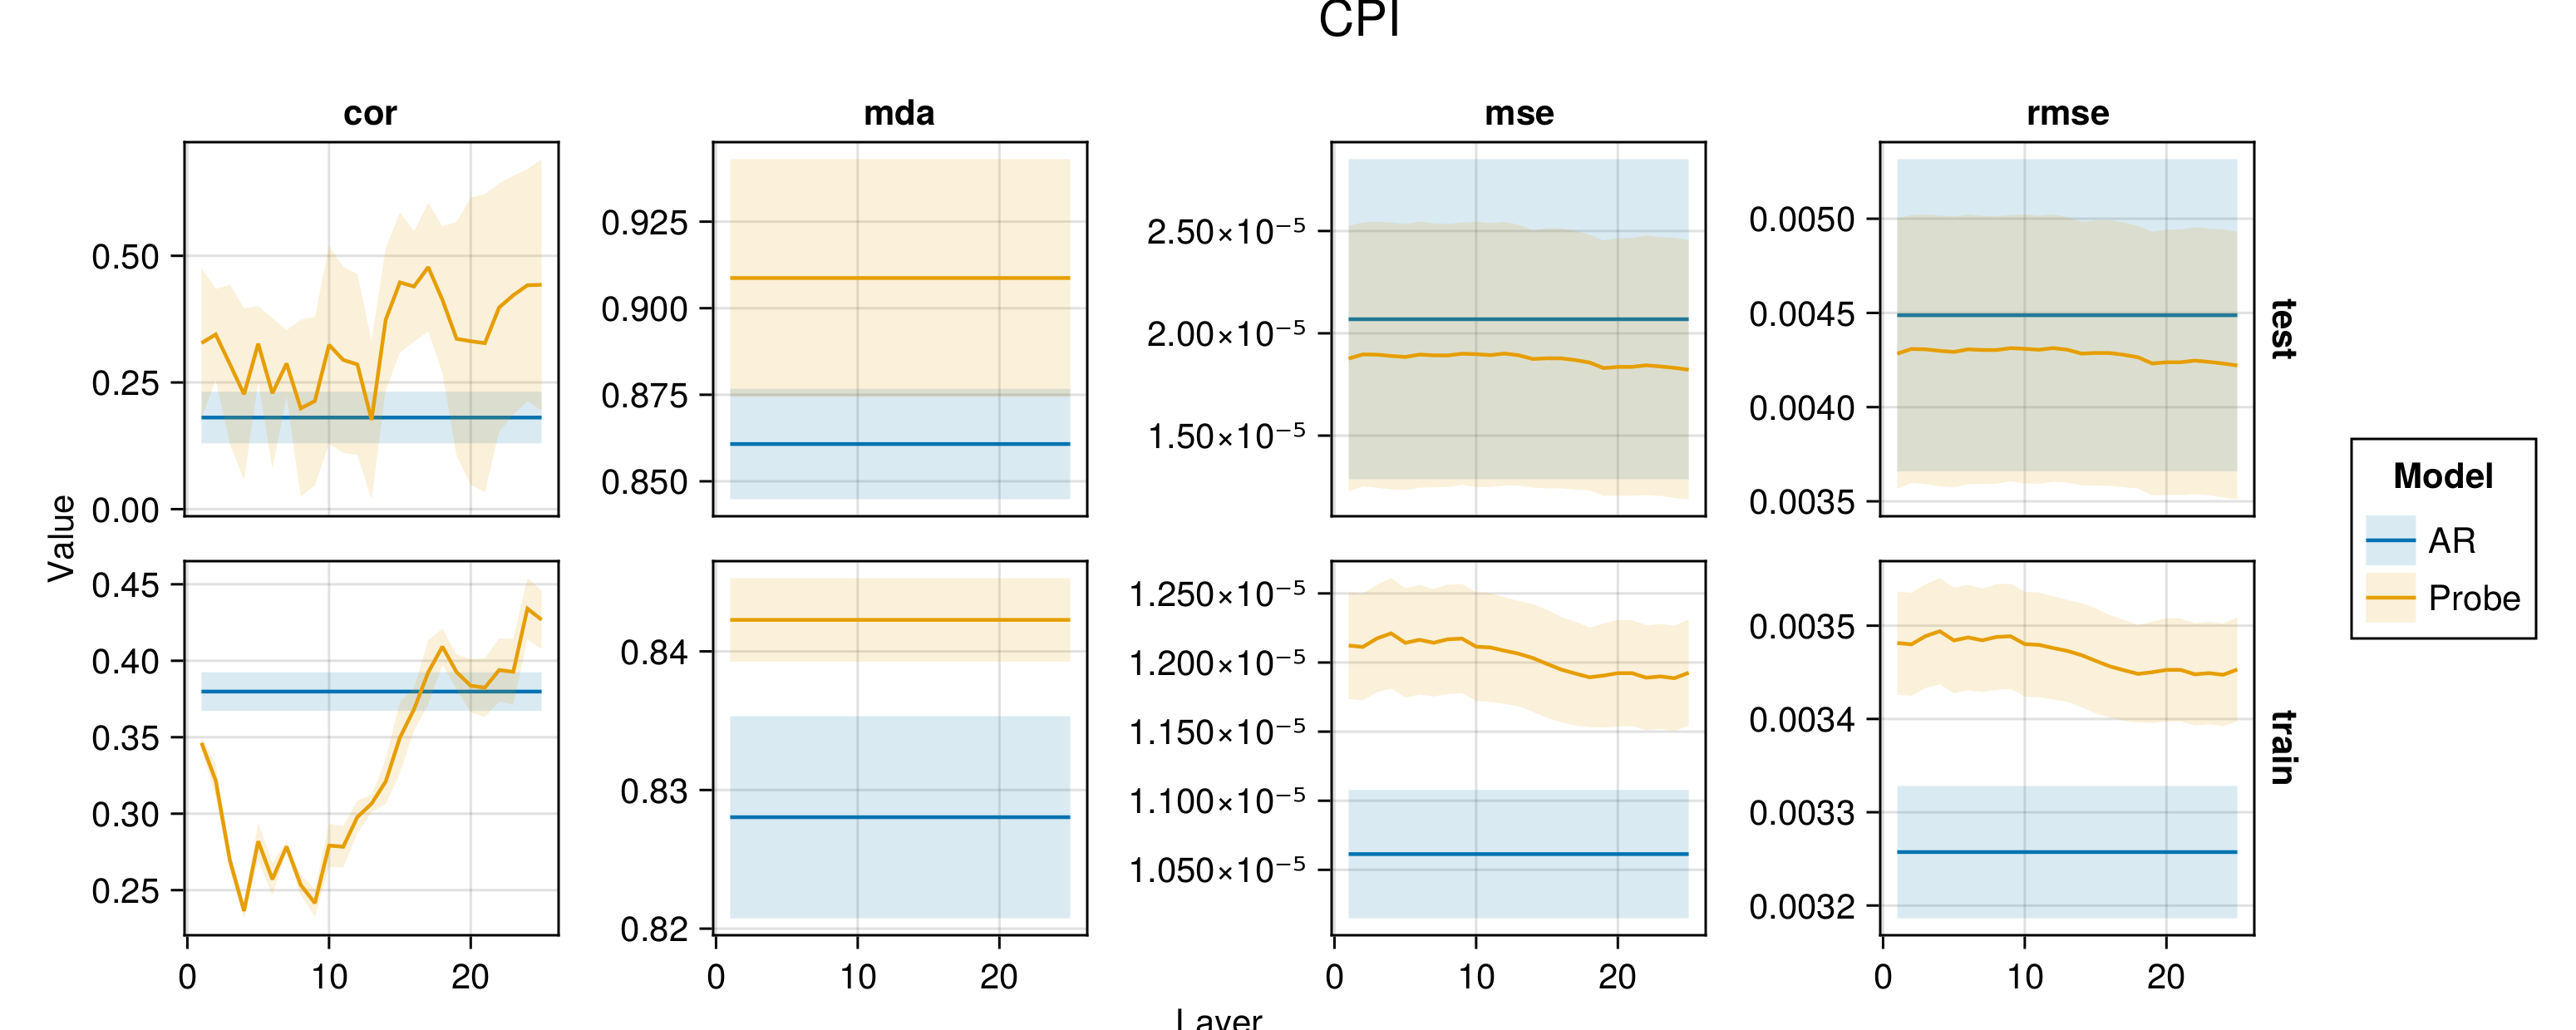 CPI
cor
mda
mse
rmse
0.50
0.25
0.00
0.925
0.900
0.875
0.850
2.50×10⁻⁵
2.00×10⁻⁵
1.50×10⁻⁵
0.0050
0.0045
0.0040
0.0035
test
Value
0.45
0.40
0.35
0.30
0.25
0.84
0.83
0.82
1.250×10⁻⁵
1.200×10⁻⁵
1.150×10⁻⁵
1.100×10⁻⁵
1.050×10⁻⁵
0.0035
0.0034
0.0033
0.0032
train
0 10 20
0 10 20
0 10 20
0 10 20
Layer
Model
AR
Probe